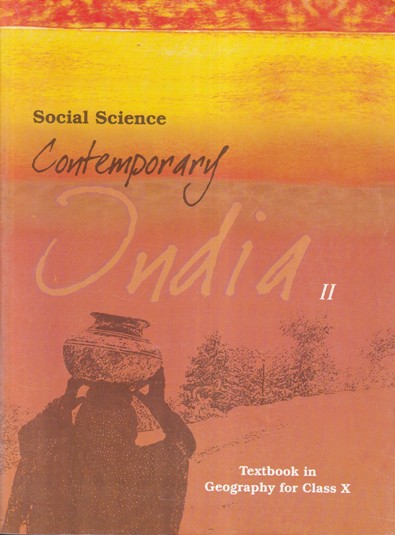 Social Science
Contemporary
India II
Textbook in
Geography for Class X